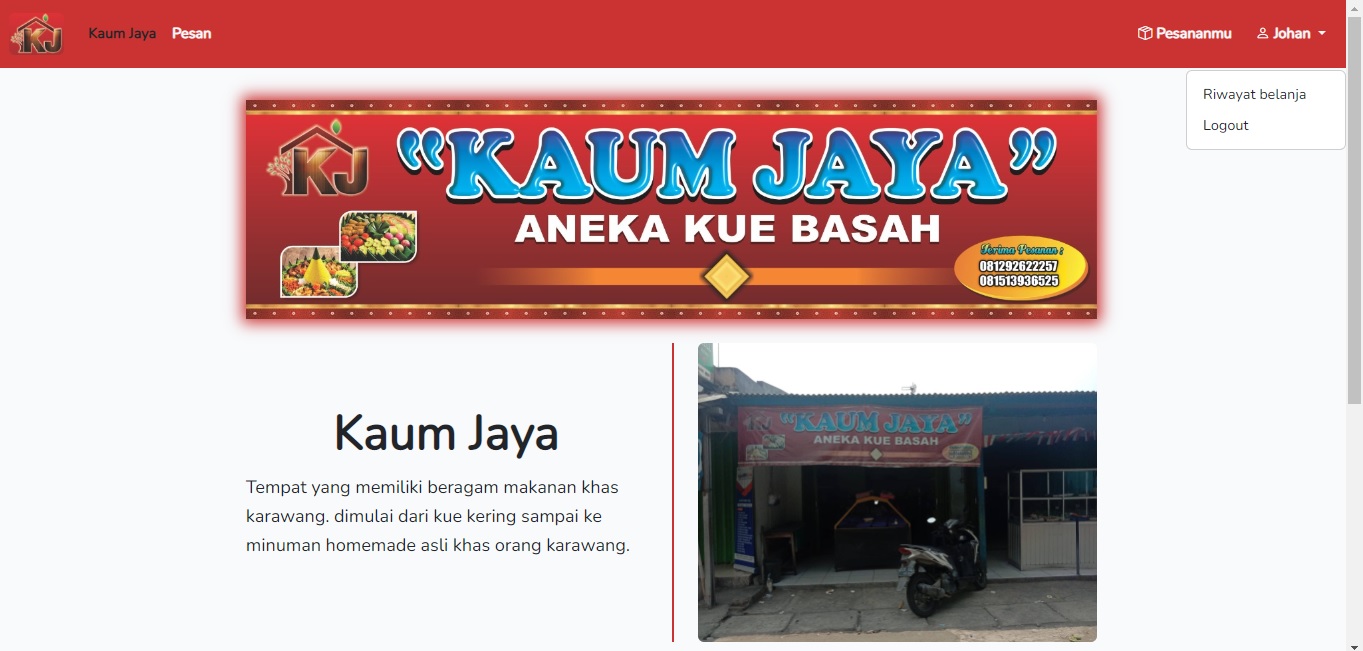 KJ
Kaum Jaya
Pesan
Pesananmu
Johan
Riwayat belanja
Logout
KJ
“KAUM JAYA”
ANEKA KUE BASAH
Terima Pesanan :
081292622257
081513936525
Kaum Jaya
Tempat yang memiliki beragam makanan khas
karawang. dimulai dari kue kering sampai ke
minuman homemade asli khas orang karawang.
“KAUM JAYA”
ANEKA KUE BASAH